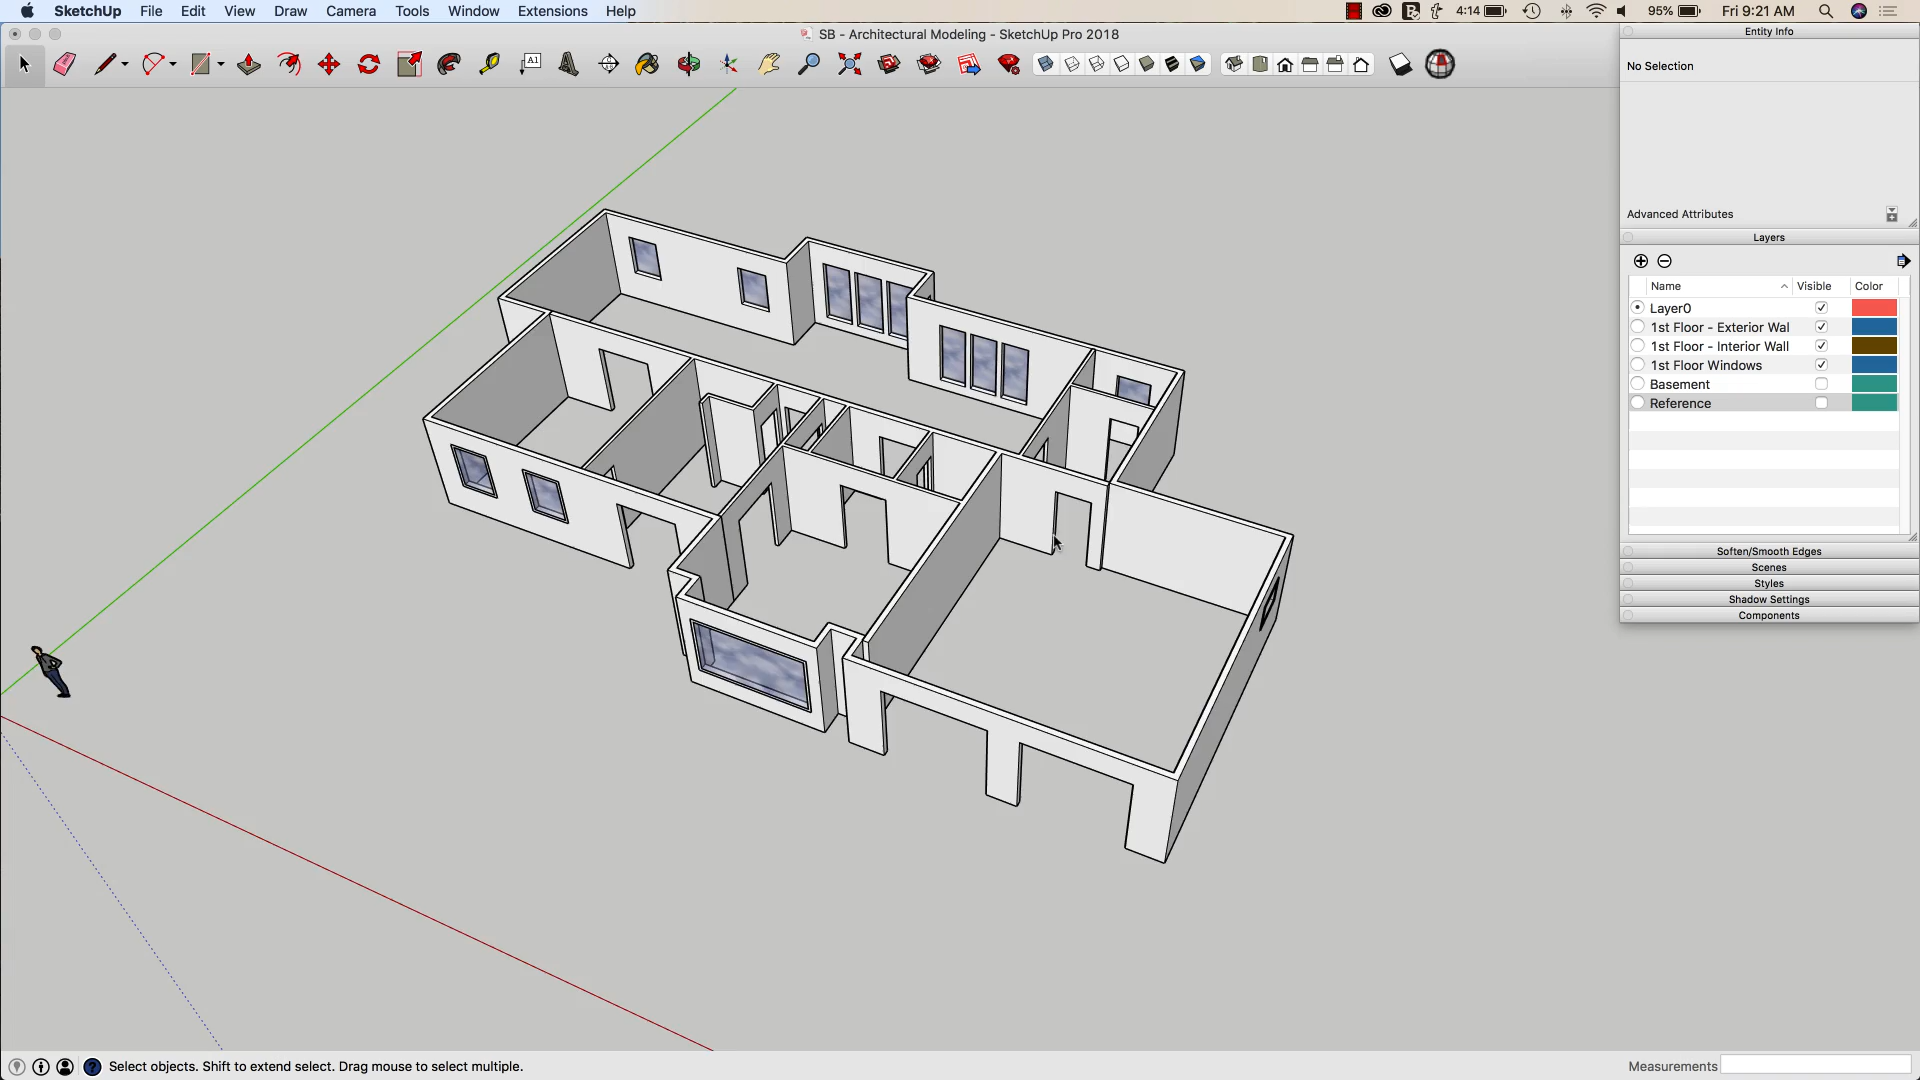 SketchUp File Edit View Draw Camera Tools Window Extensions Help 4:14 95% Fri 9:21 AM
SB - Architectural Modeling - SketchUp Pro 2018
A1
Entity Info
No Selection
Advanced Attributes
Layers
Name Visible Color
Layer0
1st Floor - Exterior Wal
1st Floor - Interior Wall
1st Floor Windows
Basement
Reference
Soften/Smooth Edges
Scenes
Styles
Shadow Settings
Components
Select objects. Shift to extend select. Drag mouse to select multiple.
Measurements